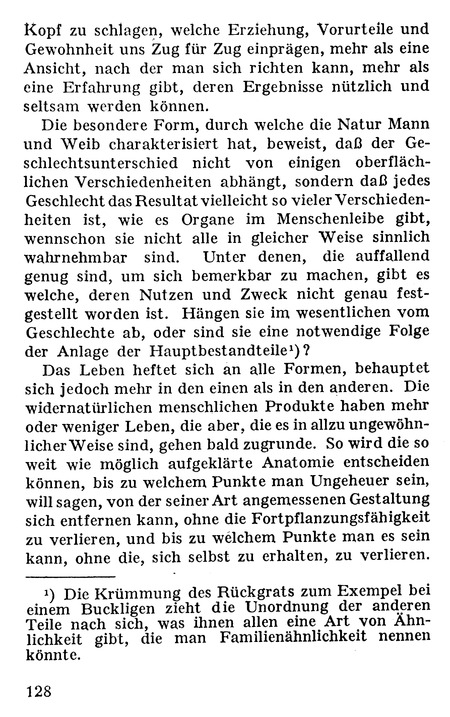 Kopf zu schlagen, welche Erziehung, Vorurteile und
Gewohnheit uns Zug für Zug einprägen, mehr als eine
Ansicht, nach der man sich richten kann, mehr als
eine Erfahrung gibt, deren Ergebnisse nützlich und
seltsam werden können.
Die besondere Form, durch welche die Natur Mann
und Weib charakterisiert hat, beweist, daß der Ge-
schlechtsunterschied nicht von einigen oberfläch-
lichen Verschiedenheiten abhängt, sondern daß jedes
Geschlecht das Resultat vielleicht so vieler Verschieden-
heiten ist, wie es Organe im Menschenleibe gibt,
wennschon sie nicht alle in gleicher Weise sinnlich
wahrnehmbar sind. Unter denen, die auffallend
genug sind, um sich bemerkbar zu machen, gibt es
welche, deren Nutzen und Zweck nicht genau fest-
gestellt worden ist. Hängen sie im wesentlichen vom
Geschlechte ab, oder sind sie eine notwendige Folge
der Anlage der Hauptbestandteile¹)?
Das Leben heftet sich an alle Formen, behauptet
sich jedoch mehr in den einen als in den anderen. Die
widernatürlichen menschlichen Produkte haben mehr
oder weniger Leben, die aber, die es in allzu ungewöhn-
licher Weise sind, gehen bald zugrunde. So wird die so
weit wie möglich aufgeklärte Anatomie entscheiden
können, bis zu welchem Punkte man Ungeheuer sein,
will sagen, von der seiner Art angemessenen Gestaltung
sich entfernen kann, ohne die Fortpflanzungsfähigkeit
zu verlieren, und bis zu welchem Punkte man es sein
kann, ohne die, sich selbst zu erhalten, zu verlieren.
¹) Die Krümmung des Rückgrats zum Exempel bei
einem Buckligen zieht die Unordnung der anderen
Teile nach sich, was ihnen allen eine Art von Ähn-
lichkeit gibt, die man Familienähnlichkeit nennen
könnte.
128